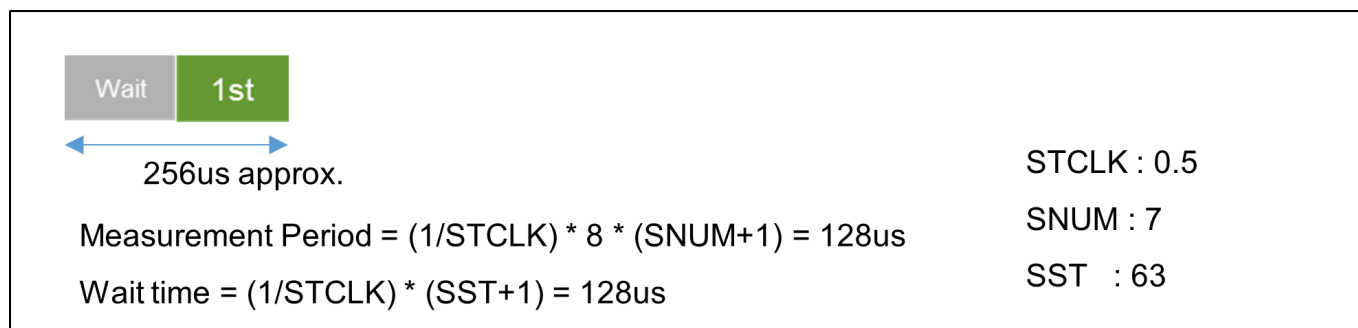 Wait 1st
256us approx.
Measurement Period = (1/STCLK) * 8 * (SNUM+1) = 128us
Wait time = (1/STCLK) * (SST+1) = 128us
STCLK : 0.5
SNUM : 7
SST : 63